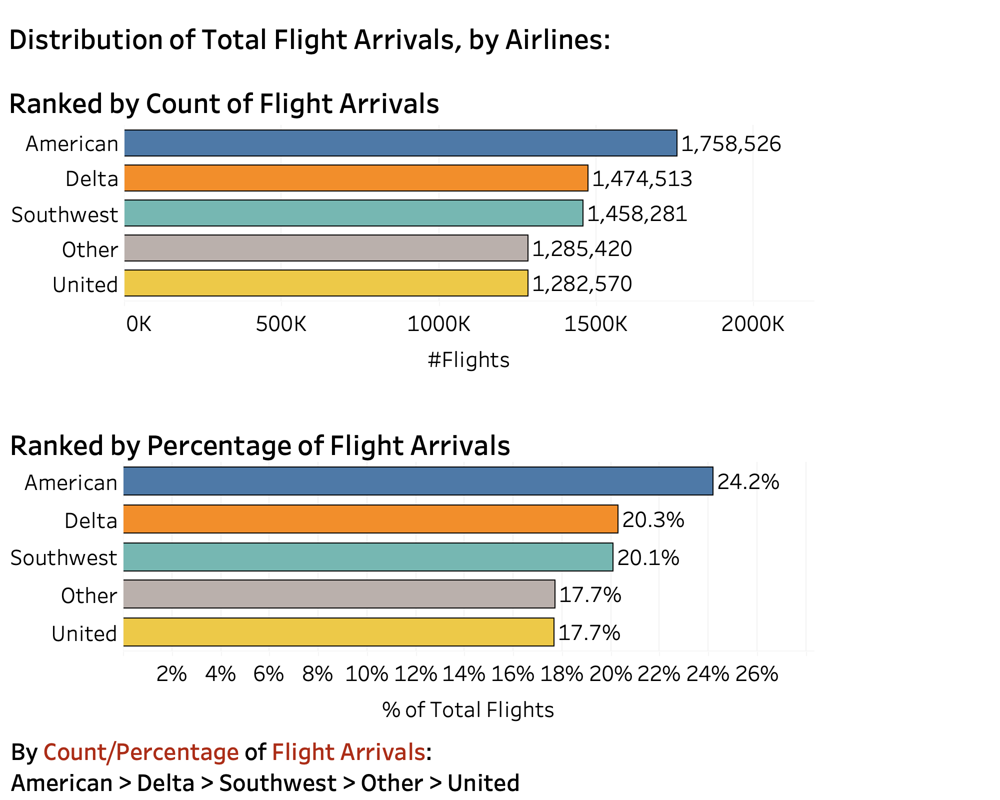 Distribution of Total Flight Arrivals, by Airlines:
Ranked by Count of Flight Arrivals
American 1,758,526
Delta 1,474,513
Southwest 1,458,281
Other 1,285,420
United 1,282,570
0K 500K 1000K 1500K 2000K
#Flights
Ranked by Percentage of Flight Arrivals
American 24.2%
Delta 20.3%
Southwest 20.1%
Other 17.7%
United 17.7%
2% 4% 6% 8% 10% 12% 14% 16% 18% 20% 22% 24% 26%
% of Total Flights
By Count/Percentage of Flight Arrivals:
American > Delta > Southwest > Other > United